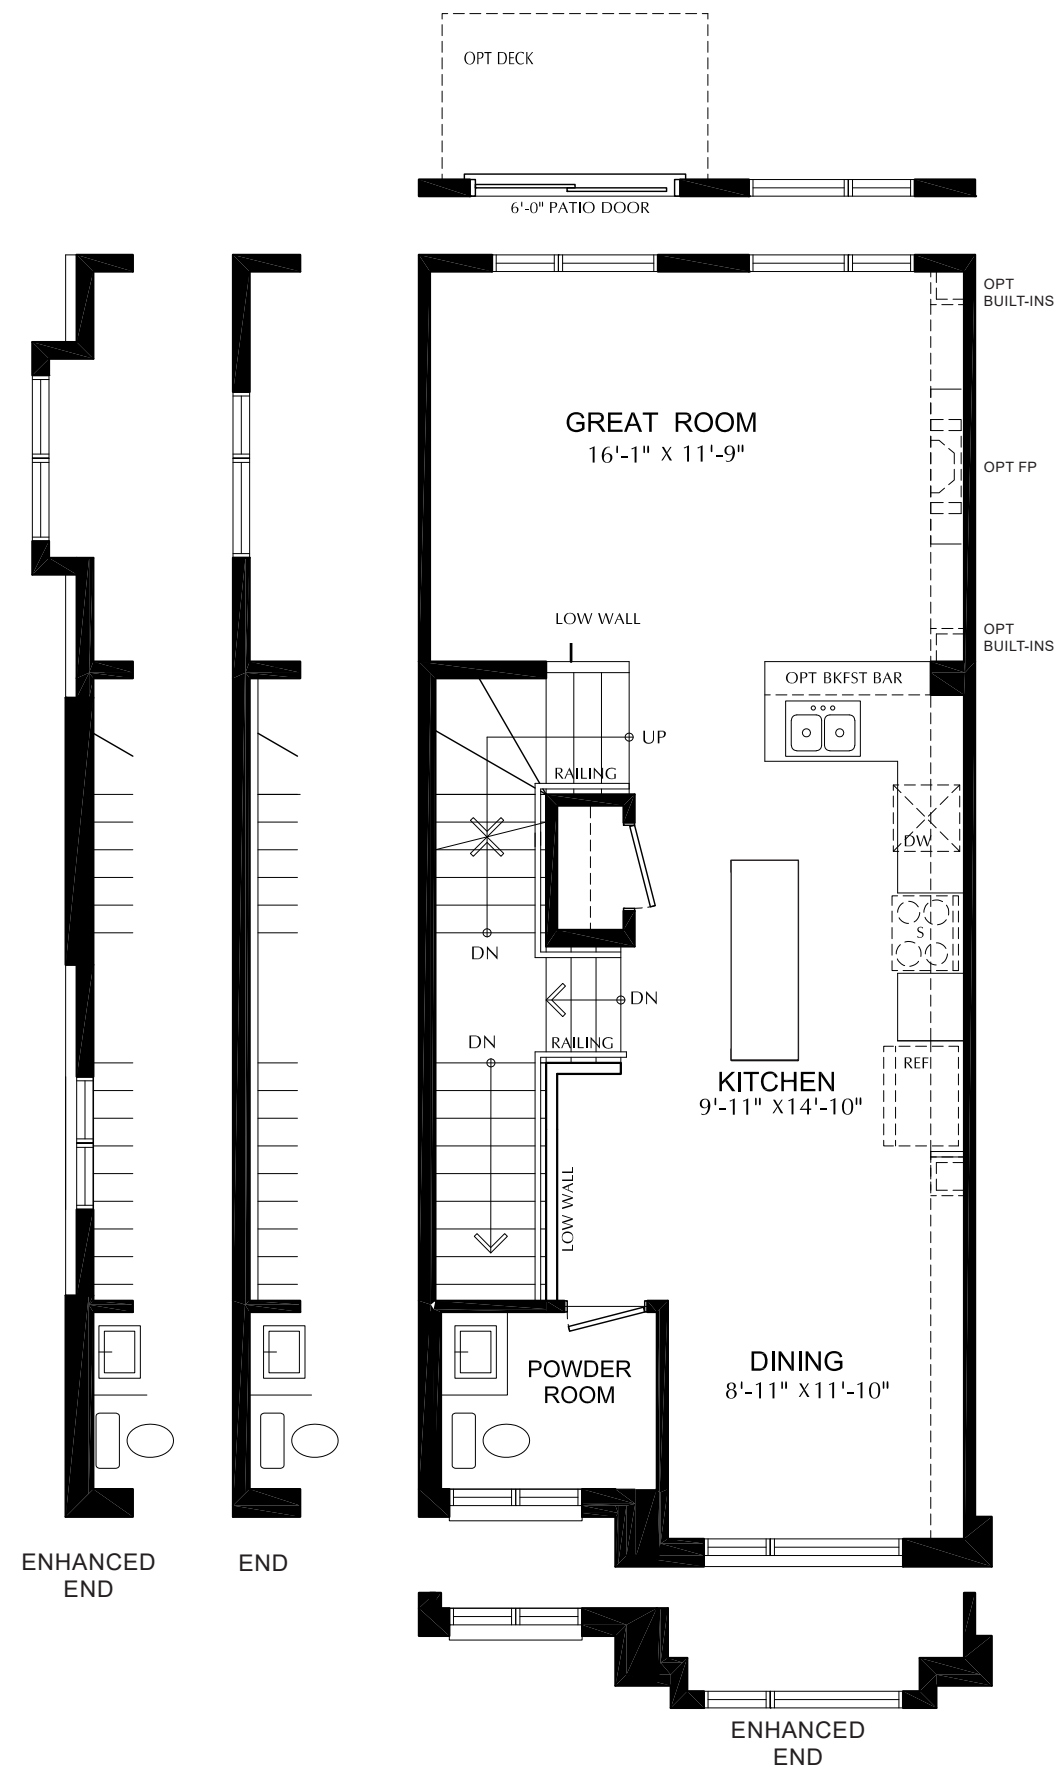 OPT DECK
6'-0" PATIO DOOR
OPT
BUILT-INS
GREAT ROOM
16'-1" X 11'-9"
OPT FP
LOW WALL
OPT
BUILT-INS
OPT BKFST BAR
UP
RAILING
DW
S
DN
DN
DN
RAILING
REF
KITCHEN
9'-11" X14'-10"
LOW WALL
DINING
8'-11" X11'-10"
POWDER
ROOM
ENHANCED
END
END
ENHANCED
END